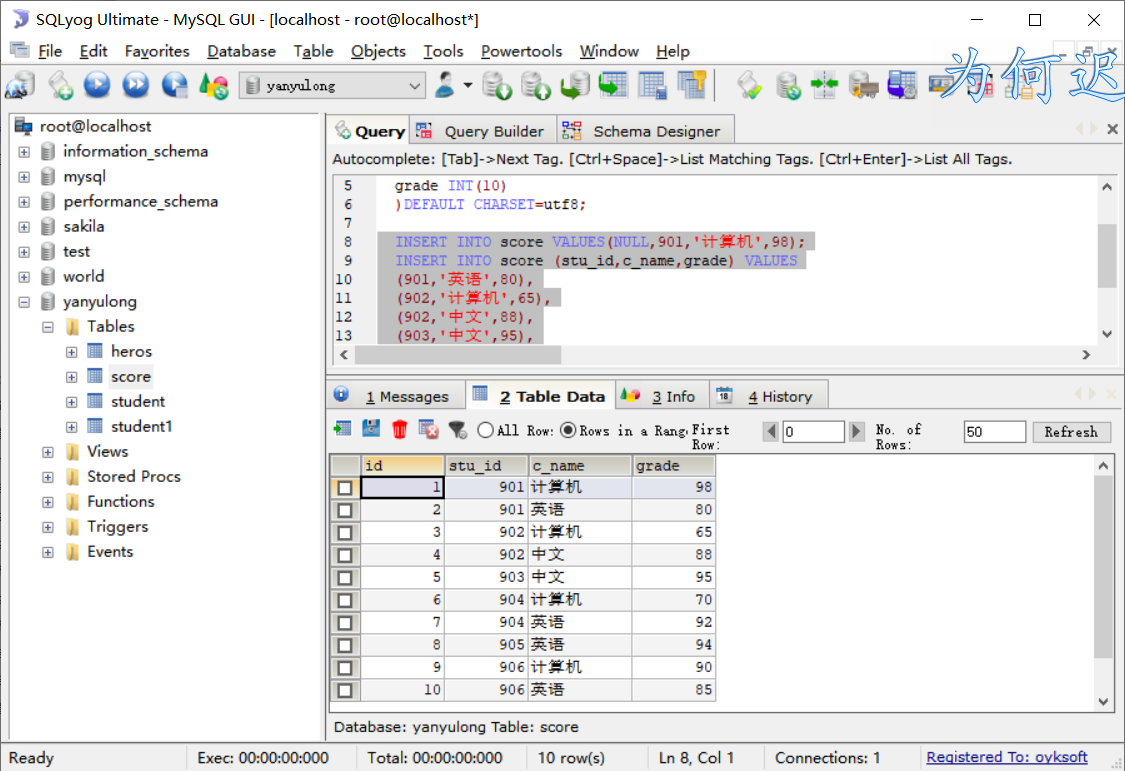 SQLyog Ultimate - MySQL GUI - [localhost - root@localhost*]
File Edit Favorites Database Table Objects Tools Powertools Window Help
yanyulong
为何迟
root@localhost
information_schema
mysql
performance_schema
sakila
test
world
yanyulong
Tables
heros
score
student
student1
Views
Stored Procs
Functions
Triggers
Events
Query Query Builder Schema Designer
Autocomplete: [Tab]->Next Tag. [Ctrl+Space]->List Matching Tags. [Ctrl+Enter]->List All Tags.
5 grade INT(10)
6 )DEFAULT CHARSET=utf8;
7
8 INSERT INTO score VALUES(NULL,901,'计算机',98);
9 INSERT INTO score (stu_id,c_name,grade) VALUES
10 (901,'英语',80),
11 (902,'计算机',65),
12 (902,'中文',88),
13 (903,'中文',95),
1 Messages 2 Table Data 3 Info 18 4 History
All Row: Rows in a Rang. First Row: 0 No. of Rows: 50 Refresh
id stu_id c_name grade
1 901 计算机 98
2 901 英语 80
3 902 计算机 65
4 902 中文 88
5 903 中文 95
6 904 计算机 70
7 904 英语 92
8 905 英语 94
9 906 计算机 90
10 906 英语 85
Database: yanyulong Table: score
Ready Exec: 00:00:00:000 Total: 00:00:00:000 10 row(s) Ln 8, Col 1 Connections: 1 Registered To: oyksoft